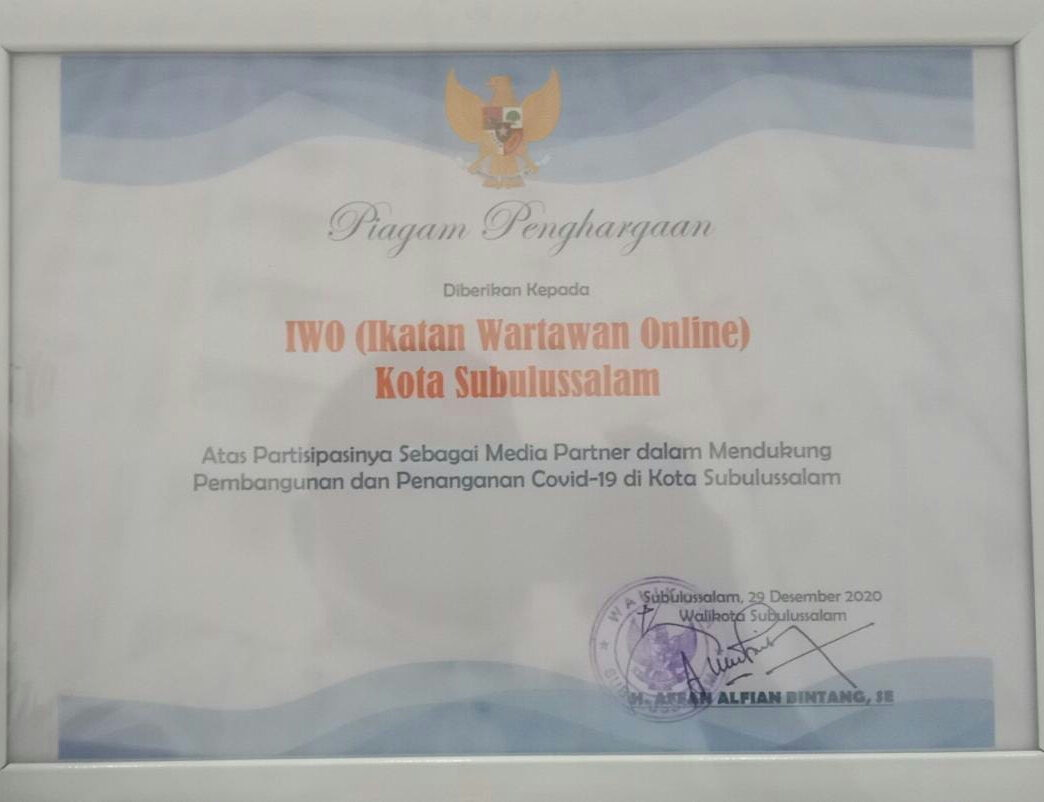 Piagam Penghargaan
Diberikan Kepada
IWO (Ikatan Wartawan Online)
Kota Subulussalam
Atas Partisipasinya Sebagai Media Partner dalam Mendukung
Pembangunan dan Penanganan Covid-19 di Kota Subulussalam
Subulussalam, 29 Desember 2020
Walikota Subulussalam
H. AFFAN ALFIAN BINTANG, SE